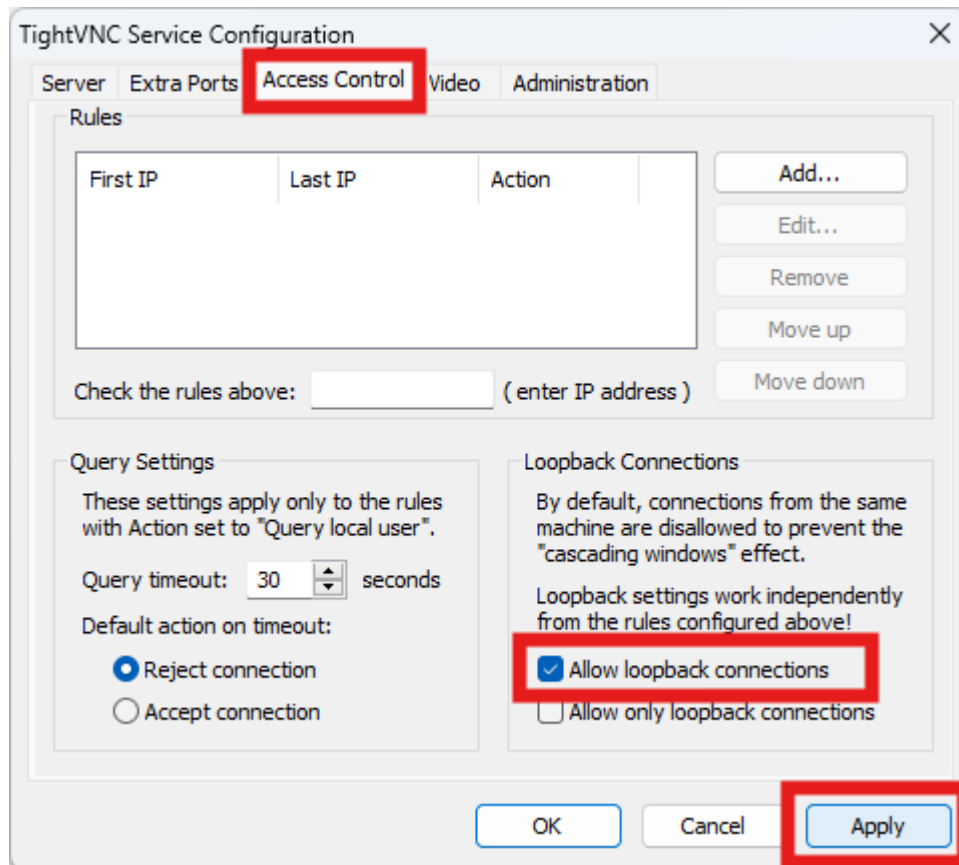 TightVNC Service Configuration
Server Extra Ports Access Control Video Administration
Rules
First IP Last IP Action
Add...
Edit...
Remove
Move up
Move down
Check the rules above: ( enter IP address )
Query Settings
These settings apply only to the rules
with Action set to "Query local user".
Query timeout: 30 seconds
Default action on timeout:
Reject connection
Accept connection
Loopback Connections
By default, connections from the same
machine are disallowed to prevent the
"cascading windows" effect.
Loopback settings work independently
from the rules configured above!
Allow loopback connections
Allow only loopback connections
OK Cancel Apply